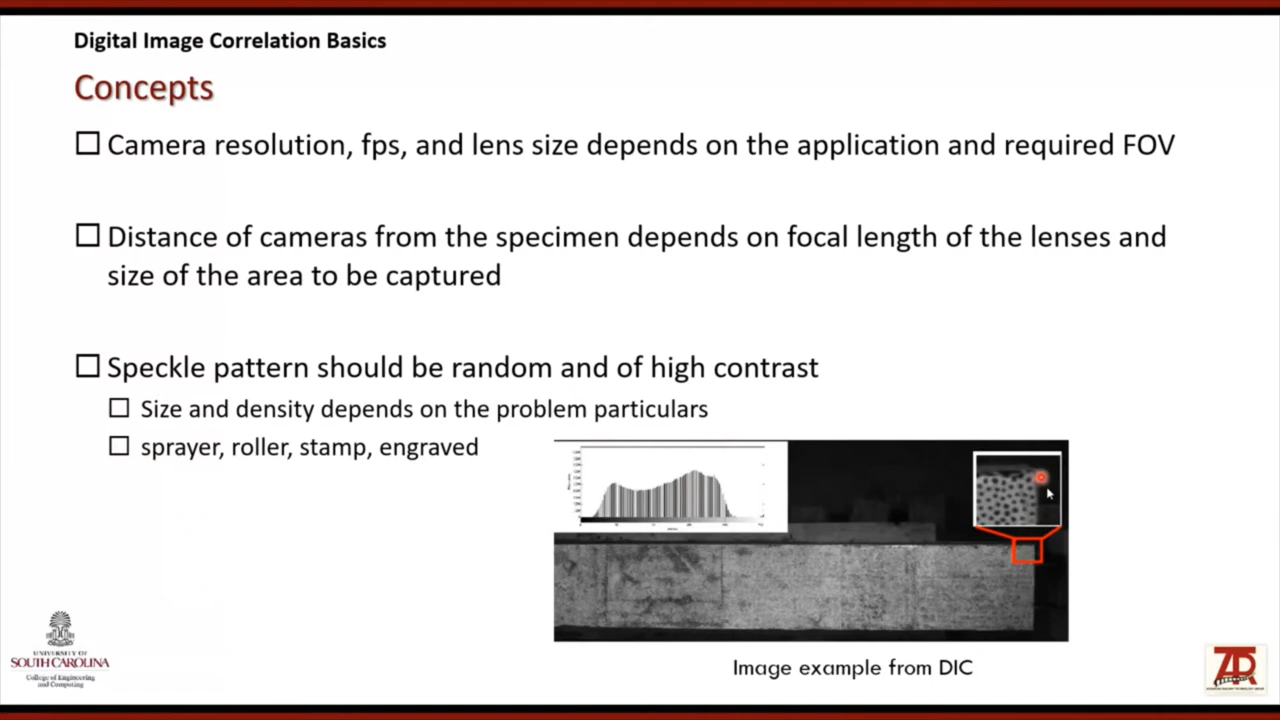 Digital Image Correlation Basics
Concepts
Camera resolution, fps, and lens size depends on the application and required FOV
Distance of cameras from the specimen depends on focal length of the lenses and
size of the area to be captured
Speckle pattern should be random and of high contrast
Size and density depends on the problem particulars
sprayer, roller, stamp, engraved
Image example from DIC
UNIVERSITY OF
SOUTH CAROLINA
College of Engineering
and Computing